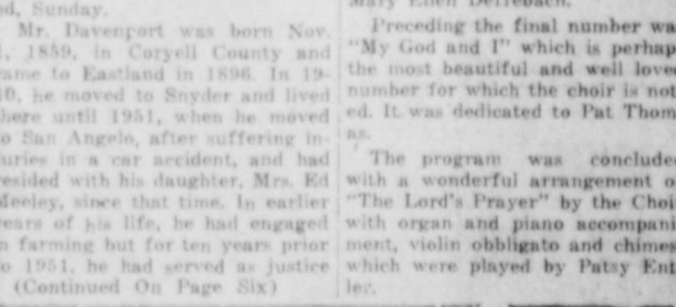 ed, Sunday.
Mr. Davenport was born Nov.
1859, in Coryell County and
came to Eastland in 1896. In 19-
10, he moved to Snyder and lived
there until 1951, when he moved
to San Angelo, after suffering in-
juries in a car accident, and had
resided with his daughter, Mrs. Ed
Meeley, since that time. In earlier
years of his life, he had engaged
in farming but for ten years prior
to 1951, he had served as justice
(Continued On Page Six)
Mary Ellen
Preceding the final number wa
"My God and I" which is perhap
the most beautiful and well love
number for which the choir is not
ed. It was dedicated to Pat Thom
as.
The program was conclude
with a wonderful arrangement o
"The Lord's Prayer" by the Choi
with organ and piano accompani
ment, violin obbligato and chimes
which were played by Patsy Ent
ler.